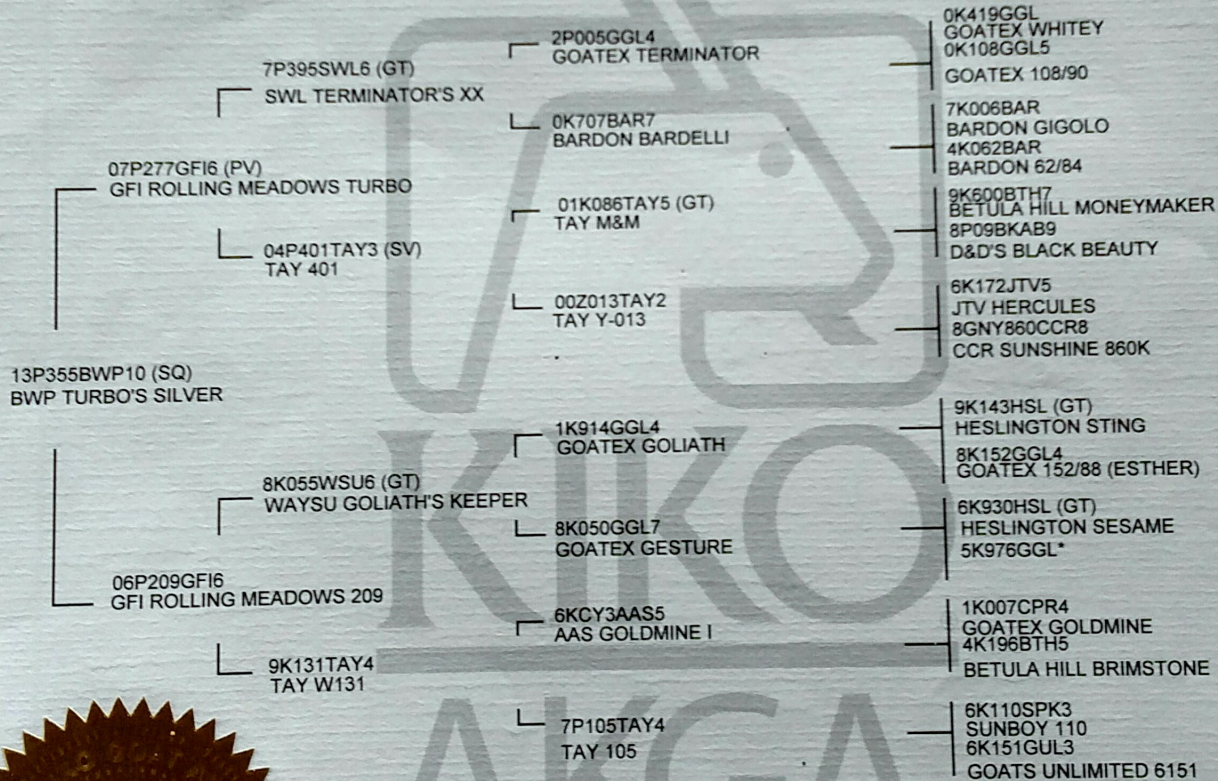 0K419GGL
GOATEX WHITEY
0K108GGL5
GOATEX 108/90
2P005GGL4
GOATEX TERMINATOR
7P395SWL6 (GT)
SWL TERMINATOR'S XX
7K006BAR
BARDON GIGOLO
4K062BAR
BARDON 62/84
0K707BAR7
BARDON BARDELLI
07P277GFI6 (PV)
GFI ROLLING MEADOWS TURBO
9K600BTH7
BETULA HILL MONEYMAKER
8P09BKAB9
D&D'S BLACK BEAUTY
01K086TAY5 (GT)
TAY M&M
04P401TAY3 (SV)
TAY 401
6K172JTV5
JTV HERCULES
8GNY860CCR8
CCR SUNSHINE 860K
00Z013TAY2
TAY Y-013
13P355BWP10 (SQ)
BWP TURBO'S SILVER
9K143HSL (GT)
HESLINGTON STING
8K152GGL4
GOATEX 152/88 (ESTHER)
1K914GGL4
GOATEX GOLIATH
8K055WSU6 (GT)
WAYSU GOLIATH'S KEEPER
6K930HSL (GT)
HESLINGTON SESAME
5K976GGL*
8K050GGL7
GOATEX GESTURE
KIKO
06P209GFI6
GFI ROLLING MEADOWS 209
1K007CPR4
GOATEX GOLDMINE
4K196BTH5
BETULA HILL BRIMSTONE
6KCY3AAS5
AAS GOLDMINE I
9K131TAY4
TAY W131
6K110SPK3
SUNBOY 110
6K151GUL3
GOATS UNLIMITED 6151
7P105TAY4
TAY 105
AKGA